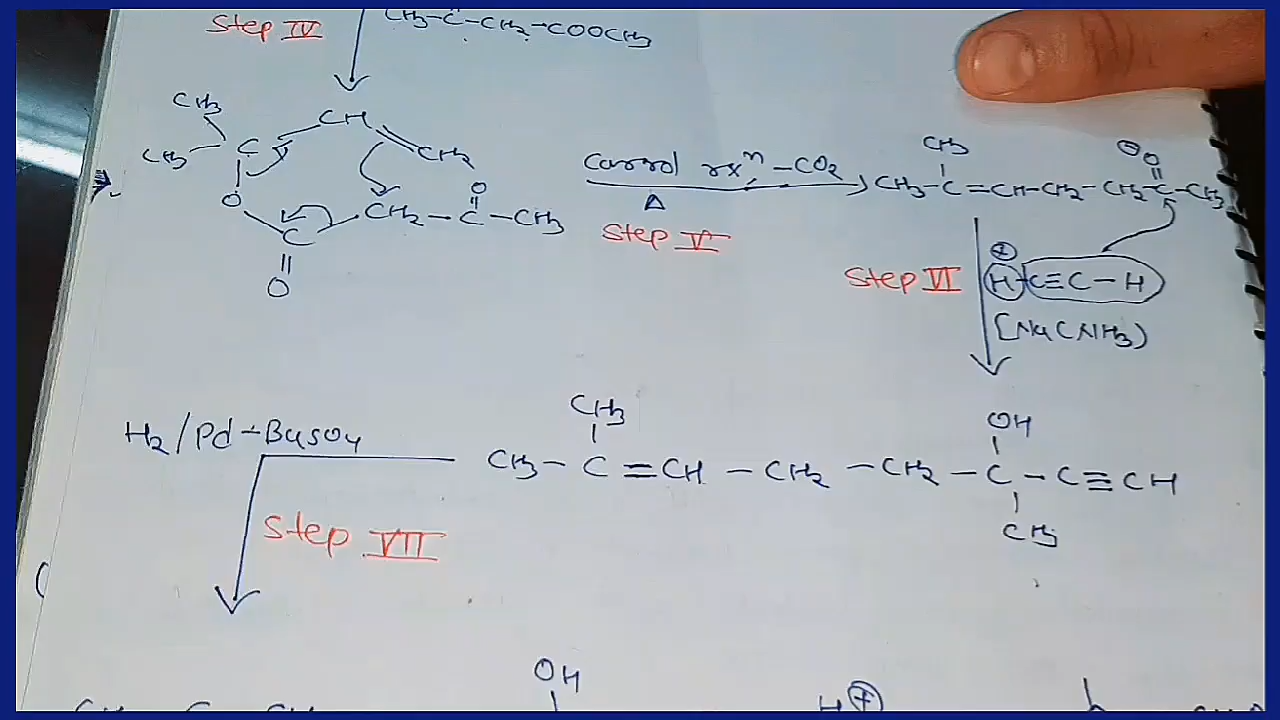 Step IV
CH3-C-CH2-COOCH3
CH3
CH3
C
CH
CH2
O
C
O
CH2-C-CH3
O
Carrol rxn -CO2
Δ
Step V
CH3
O
CH3-C=CH-CH2-CH2-C-CH3
Step VI
⊕
H-C≡C-H
[Na(NH3)
H2/Pd-BaSO4
Step VII
CH3
OH
CH3-C=CH-CH2-CH2-C-C≡CH
CH3
OH
H⊕